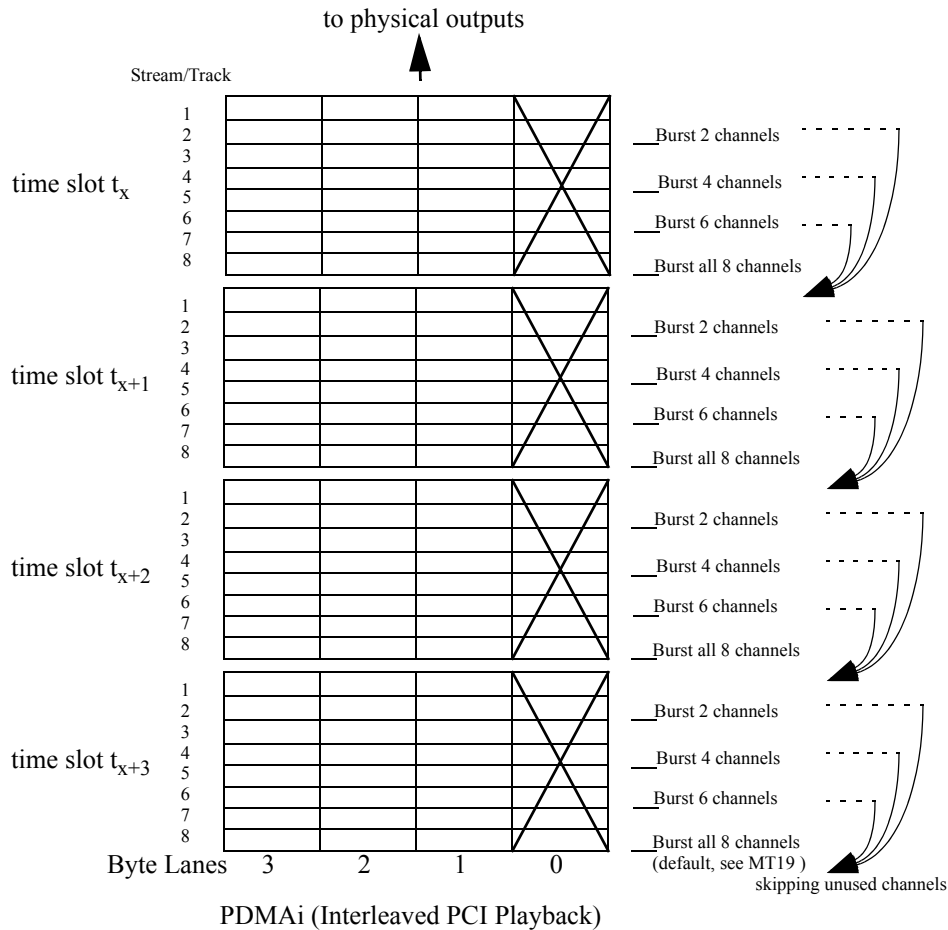 to physical outputs
Stream/Track
1
2
Burst 2 channels
3
time slot tx
4
Burst 4 channels
5
6
Burst 6 channels
7
8
Burst all 8 channels
1
2
Burst 2 channels
3
time slot tx+1
4
Burst 4 channels
5
6
Burst 6 channels
7
8
Burst all 8 channels
1
2
Burst 2 channels
3
time slot tx+2
4
Burst 4 channels
5
6
Burst 6 channels
7
8
Burst all 8 channels
1
2
Burst 2 channels
3
time slot tx+3
4
Burst 4 channels
5
6
Burst 6 channels
7
8
Burst all 8 channels
(default, see MT19 )
Byte Lanes 3 2 1 0
skipping unused channels
PDMAi (Interleaved PCI Playback)